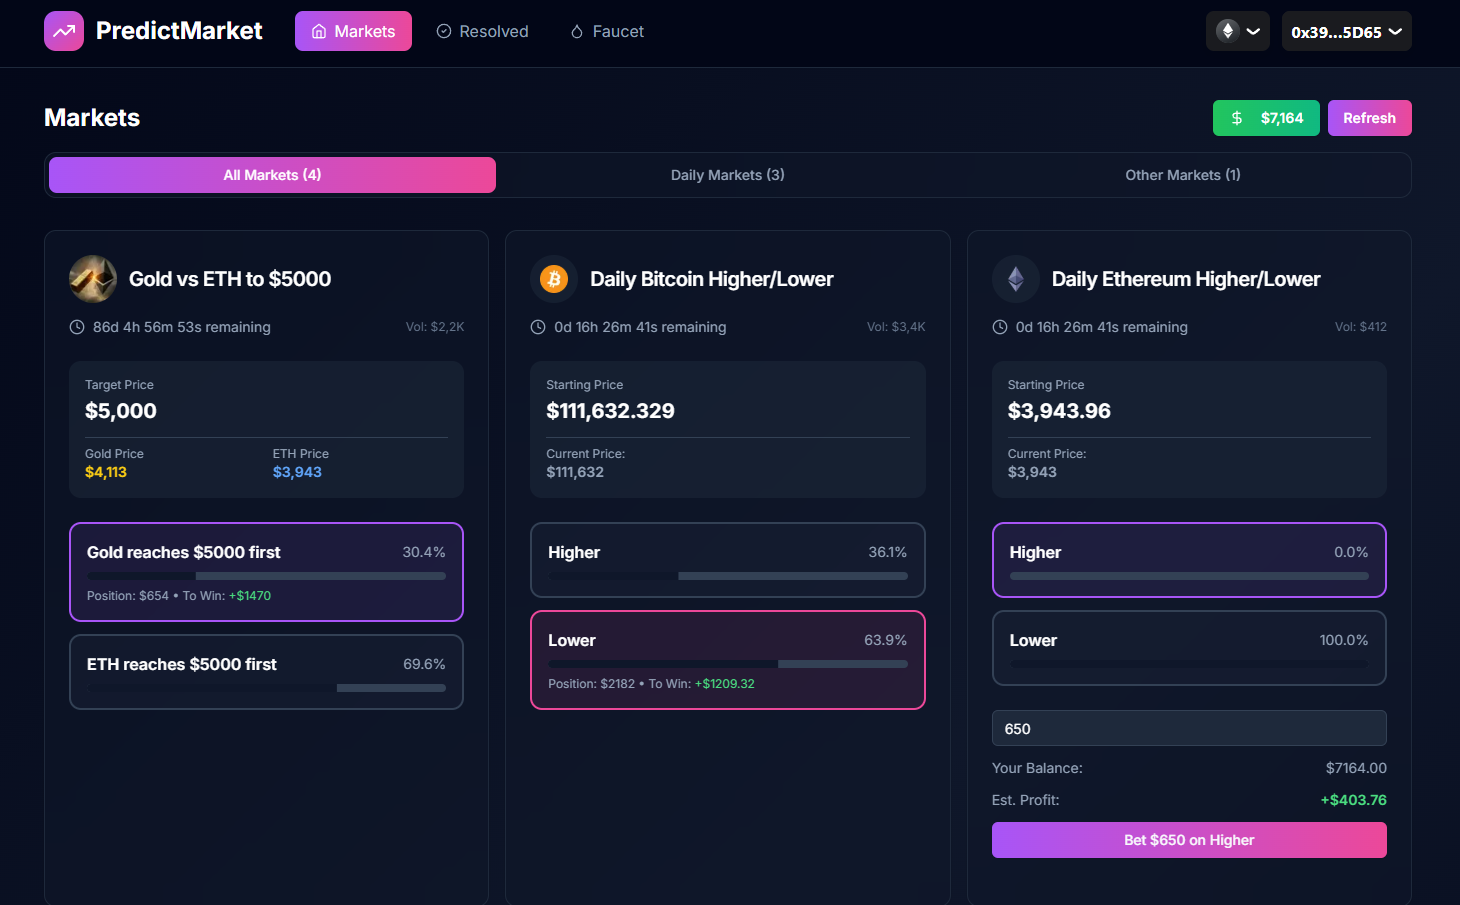 PredictMarket
Markets
Resolved
Faucet
0x39...5D65
Markets
$7,164
Refresh
All Markets (4)
Daily Markets (3)
Other Markets (1)
Gold vs ETH to $5000
86d 4h 56m 53s remaining
Vol: $2,2K
Target Price
$5,000
Gold Price
ETH Price
$4,113
$3,943
Gold reaches $5000 first
30.4%
Position: $654 • To Win: +$1470
ETH reaches $5000 first
69.6%
Daily Bitcoin Higher/Lower
0d 16h 26m 41s remaining
Vol: $3,4K
Starting Price
$111,632.329
Current Price:
$111,632
Higher
36.1%
Lower
63.9%
Position: $2182 • To Win: +$1209.32
Daily Ethereum Higher/Lower
0d 16h 26m 41s remaining
Vol: $412
Starting Price
$3,943.96
Current Price:
$3,943
Higher
0.0%
Lower
100.0%
650
Your Balance:
$7164.00
Est. Profit:
+$403.76
Bet $650 on Higher